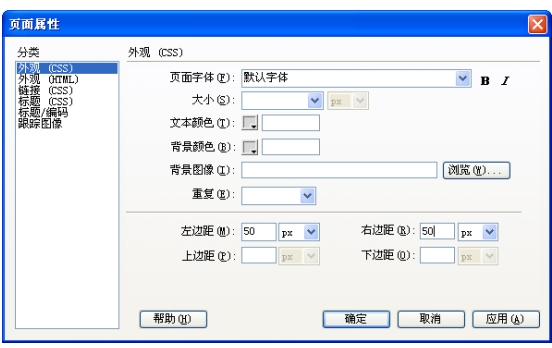 页面属性
分类
外观 (CSS)
外观 (HTML)
链接 (CSS)
标题 (CSS)
标题/编码
跟踪图像
外观 (CSS)
页面字体(F): 默认字体 B I
大小(S): px
文本颜色(T):
背景颜色(B):
背景图像(I): 浏览(W)...
重复(E):
左边距(M): 50 px 右边距(R): 50 px
上边距(P): px 下边距(O): px
帮助(H) 确定 取消 应用(A)